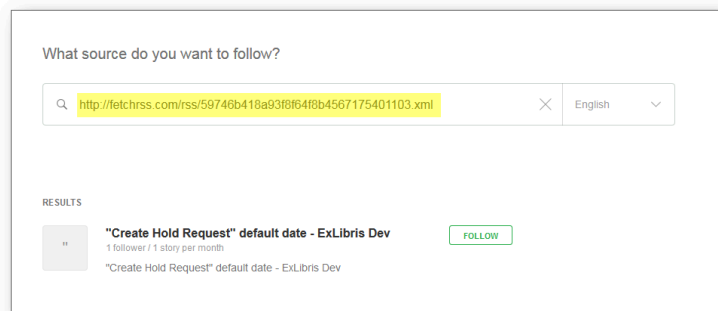 What source do you want to follow?
http://fetchrss.com/rss/59746b418a93f8f64f8b4567175401103.xml English
RESULTS
"
"Create Hold Request" default date - ExLibris Dev
FOLLOW
1 follower / 1 story per month
"Create Hold Request" default date - ExLibris Dev